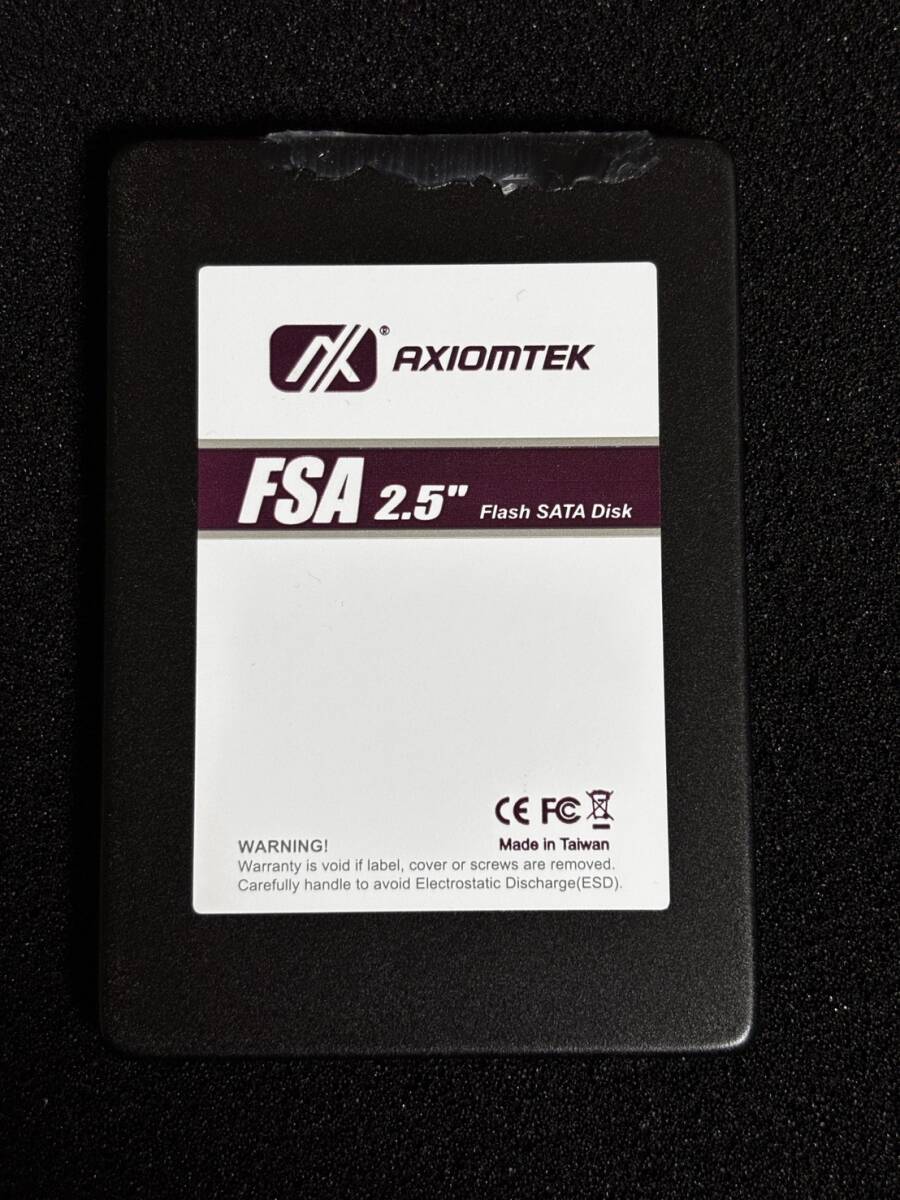 ® AXIOMTEK
FSA 2.5" Flash SATA Disk
CE FC
Made in Taiwan
WARNING!
Warranty is void if label, cover or screws are removed.
Carefully handle to avoid Electrostatic Discharge(ESD).